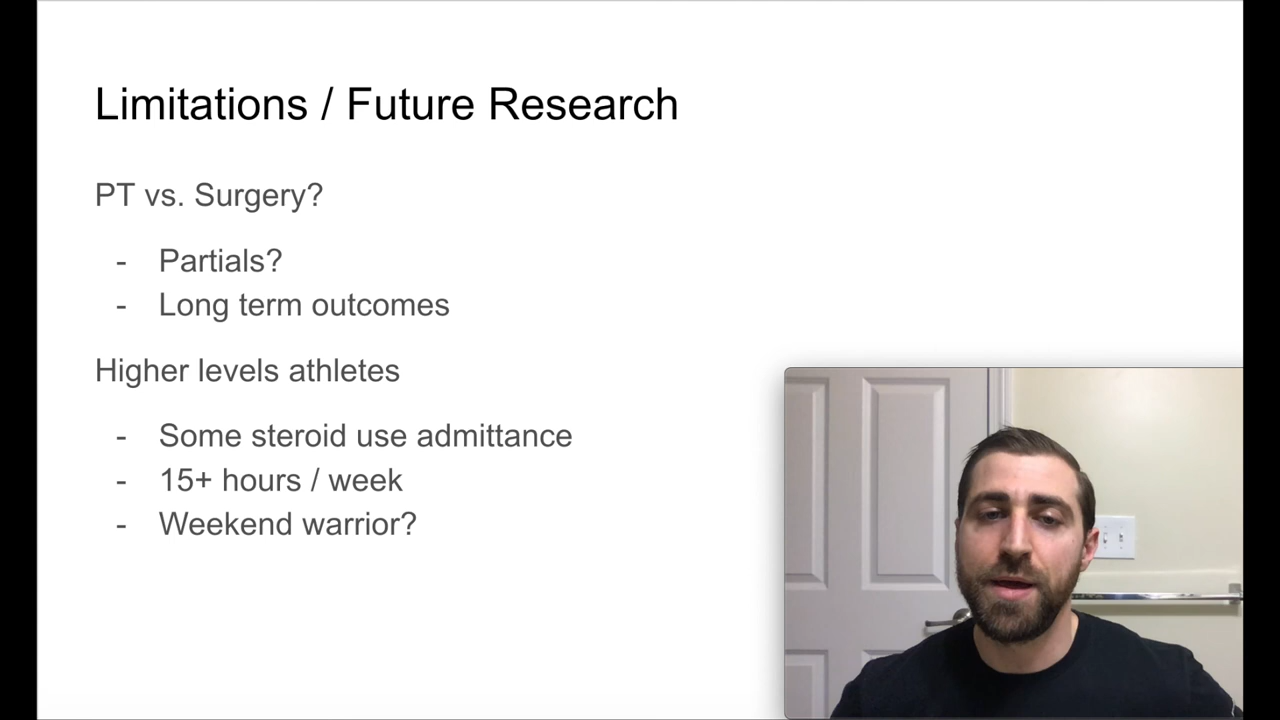 Limitations / Future Research
PT vs. Surgery?
- Partials?
- Long term outcomes
Higher levels athletes
- Some steroid use admittance
- 15+ hours / week
- Weekend warrior?